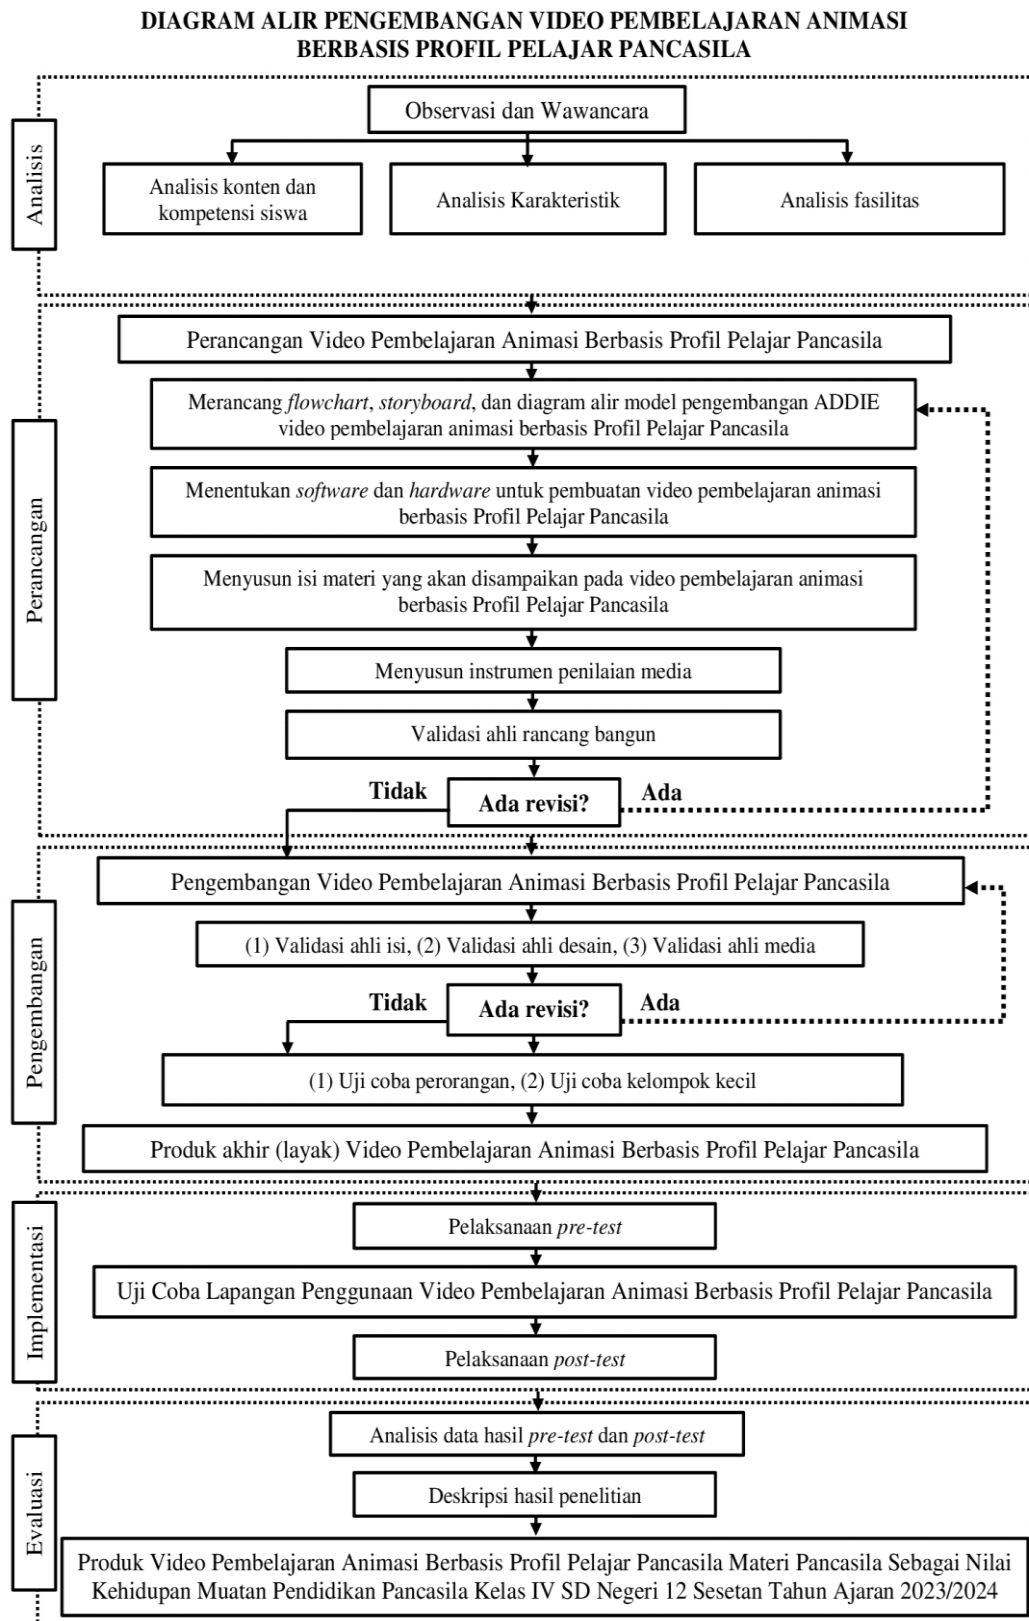 DIAGRAM ALIR PENGEMBANGAN VIDEO PEMBELAJARAN ANIMASI
BERBASIS PROFIL PELAJAR PANCASILA
Analisis
Observasi dan Wawancara
Analisis konten dan
kompetensi siswa
Analisis Karakteristik
Analisis fasilitas
Perancangan
Perancangan Video Pembelajaran Animasi Berbasis Profil Pelajar Pancasila
Merancang flowchart, storyboard, dan diagram alir model pengembangan ADDIE
video pembelajaran animasi berbasis Profil Pelajar Pancasila
Menentukan software dan hardware untuk pembuatan video pembelajaran animasi
berbasis Profil Pelajar Pancasila
Menyusun isi materi yang akan disampaikan pada video pembelajaran animasi
berbasis Profil Pelajar Pancasila
Menyusun instrumen penilaian media
Validasi ahli rancang bangun
Tidak
Ada revisi?
Ada
Pengembangan
Pengembangan Video Pembelajaran Animasi Berbasis Profil Pelajar Pancasila
(1) Validasi ahli isi, (2) Validasi ahli desain, (3) Validasi ahli media
Tidak
Ada revisi?
Ada
(1) Uji coba perorangan, (2) Uji coba kelompok kecil
Produk akhir (layak) Video Pembelajaran Animasi Berbasis Profil Pelajar Pancasila
Implementasi
Pelaksanaan pre-test
Uji Coba Lapangan Penggunaan Video Pembelajaran Animasi Berbasis Profil Pelajar Pancasila
Pelaksanaan post-test
Evaluasi
Analisis data hasil pre-test dan post-test
Deskripsi hasil penelitian
Produk Video Pembelajaran Animasi Berbasis Profil Pelajar Pancasila Materi Pancasila Sebagai Nilai
Kehidupan Muatan Pendidikan Pancasila Kelas IV SD Negeri 12 Sesetan Tahun Ajaran 2023/2024